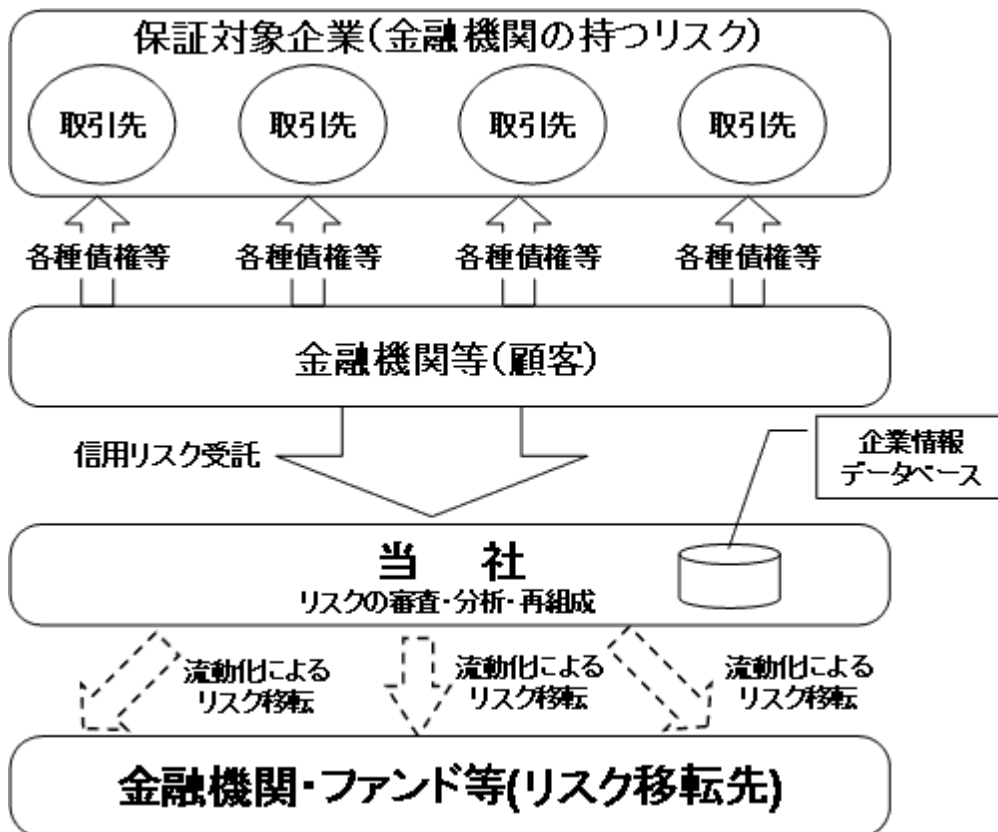 保証対象企業(金融機関の持つリスク)
取引先 取引先 取引先 取引先
各種債権等 各種債権等 各種債権等 各種債権等
金融機関等(顧客)
信用リスク受託
企業情報
データベース
当 社
リスクの審査・分析・再組成
流動化による
リスク移転
流動化による
リスク移転
流動化による
リスク移転
金融機関・ファンド等(リスク移転先)